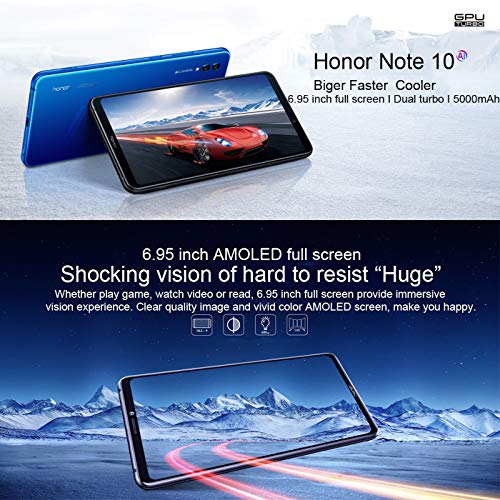 GPU
TURBO
Honor Note 10 AI
Biger Faster Cooler
6.95 inch full screen I Dual turbo I 5000mAh
honor
AI CAMERA
6.95 inch AMOLED full screen
Shocking vision of hard to resist “Huge”
Whether play game, watch video or read, 6.95 inch full screen provide immersive
vision experience. Clear quality image and vivid color AMOLED screen, make you happy.